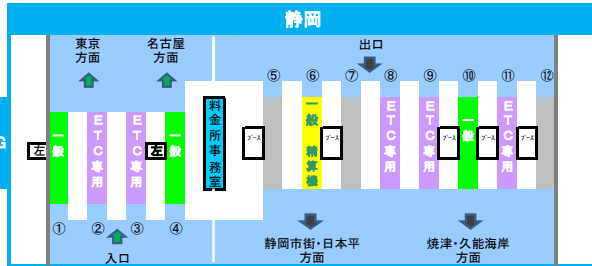 静岡
東京
方面
名古屋
方面
出口
⑤
⑥
⑦
⑧
⑨
⑩
⑪
⑫
G
左
一般
ETC専用
ETC専用
左
一般
料金所事務室
ブース
一般 精算機
ブース
ETC専用
ETC専用
ブース
一般
ブース
ETC専用
ブース
①
②
③
④
入口
静岡市街・日本平
方面
焼津・久能海岸
方面